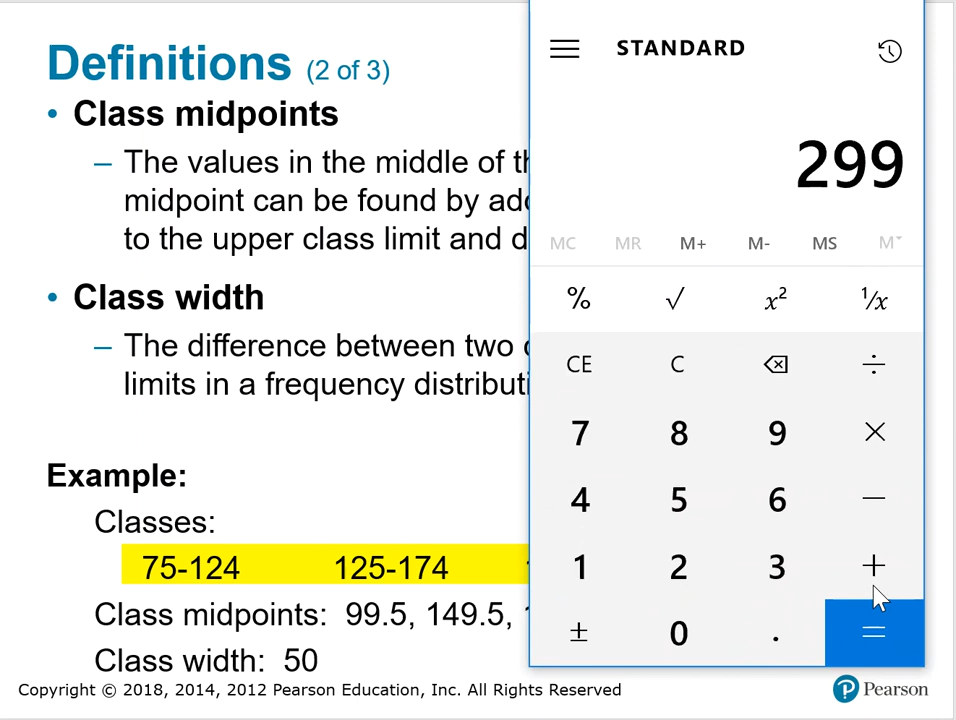 Definitions (2 of 3)
• Class midpoints
– The values in the middle of
midpoint can be found by
to the upper class limit and
• Class width
– The difference between two
limits in a frequency
Example:
Classes:
75-124 125-174
Class midpoints: 99.5, 149.5,
Class width: 50
Copyright © 2018, 2014, 2012 Pearson Education, Inc. All Rights Reserved
STANDARD
299
MC MR M+ M- MS M˅
% √ x² ¹/x
CE C ⌫ ÷
7 8 9 ×
4 5 6 −
1 2 3 +
± 0 . =
P Pearson